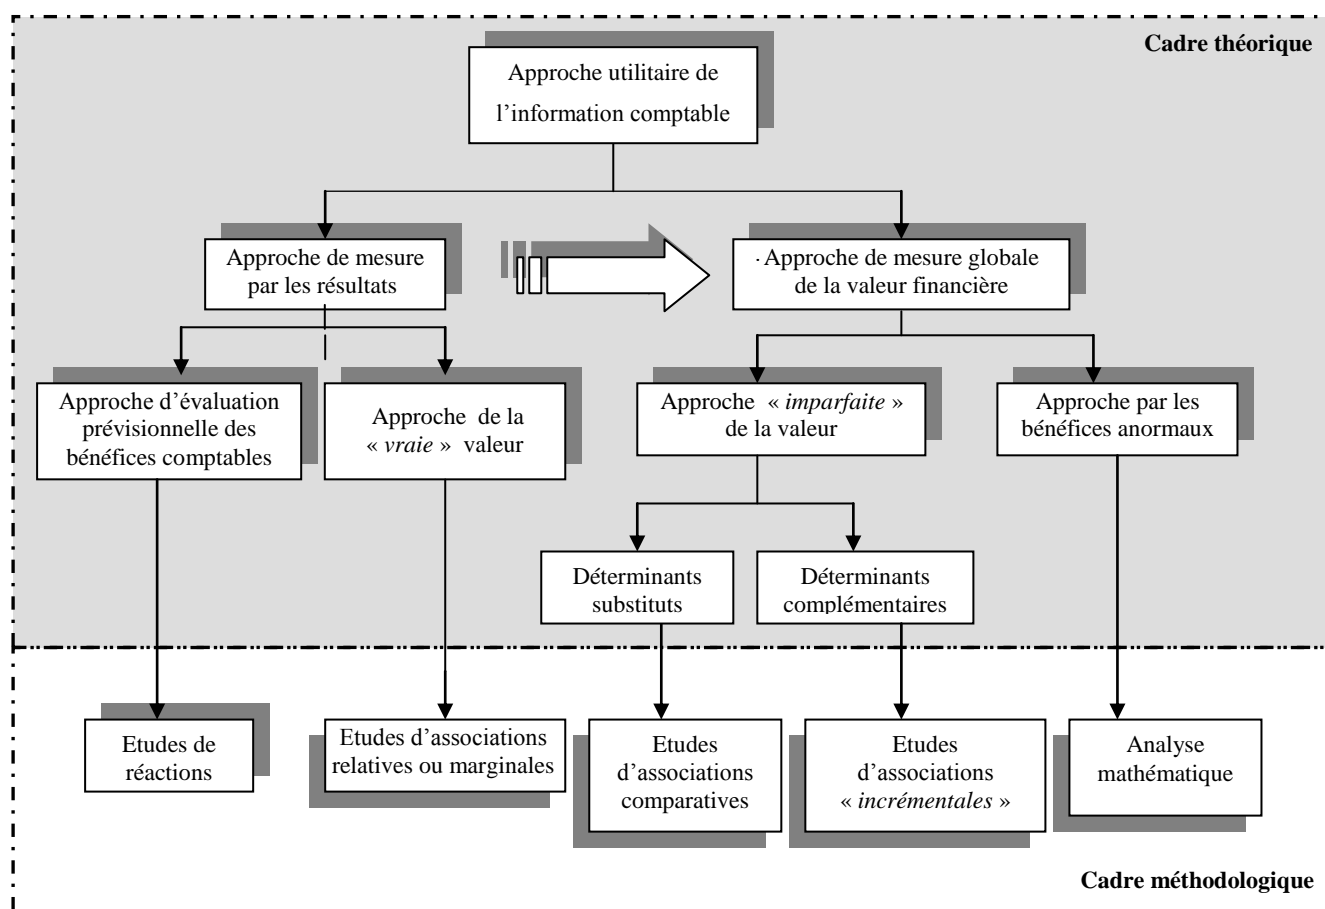 Cadre théorique
Approche utilitaire de
l’information comptable
Approche de mesure
par les résultats
Approche de mesure globale
de la valeur financière
Approche d’évaluation
prévisionnelle des
bénéfices comptables
Approche de la
« vraie » valeur
Approche « imparfaite »
de la valeur
Approche par les
bénéfices anormaux
Déterminants
substituts
Déterminants
complémentaires
Etudes de
réactions
Etudes d’associations
relatives ou marginales
Etudes
d’associations
comparatives
Etudes
d’associations
« incrémentales »
Analyse
mathématique
Cadre méthodologique